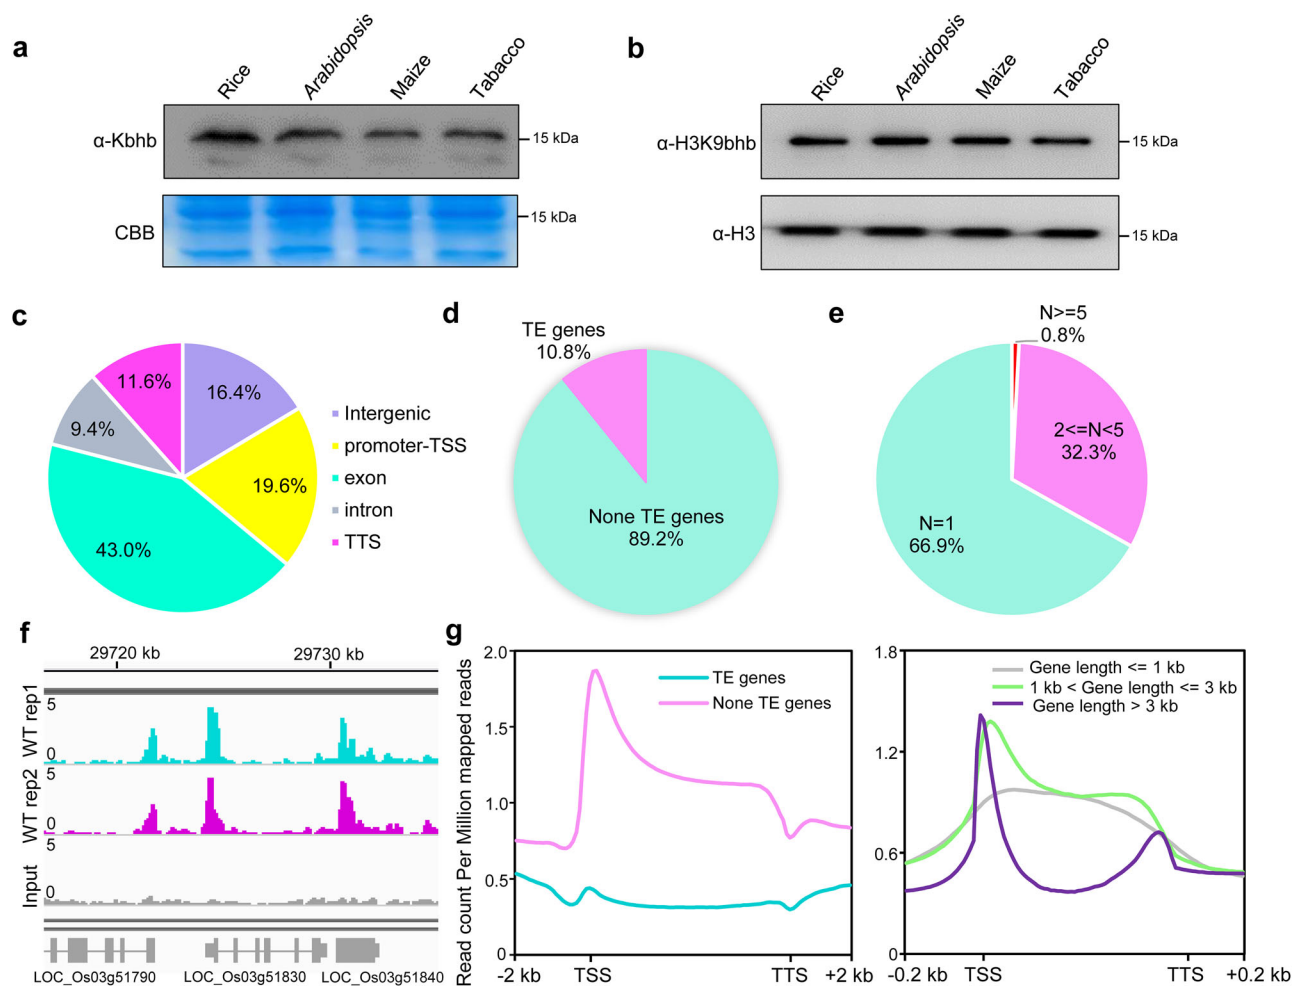 a
Rice
Arabidopsis
Maize
Tabacco
α-Kbhb
15 kDa
CBB
15 kDa
b
Rice
Arabidopsis
Maize
Tabacco
α-H3K9bhb
15 kDa
α-H3
15 kDa
c
11.6%
16.4%
9.4%
19.6%
43.0%
Intergenic
promoter-TSS
exon
intron
TTS
d
TE genes
10.8%
None TE genes
89.2%
e
N>=5
0.8%
2<=N<5
32.3%
N=1
66.9%
f
29720 kb
29730 kb
WT rep1
5
0
WT rep2
5
0
Input
5
0
LOC_Os03g51790
LOC_Os03g51830
LOC_Os03g51840
g
Read count Per Million mapped reads
2.0
1.5
1.0
0.5
0
TE genes
None TE genes
-2 kb
TSS
TTS
+2 kb
1.8
1.2
0.6
0
Gene length <= 1 kb
1 kb < Gene length <= 3 kb
Gene length > 3 kb
-0.2 kb
TSS
TTS
+0.2 kb